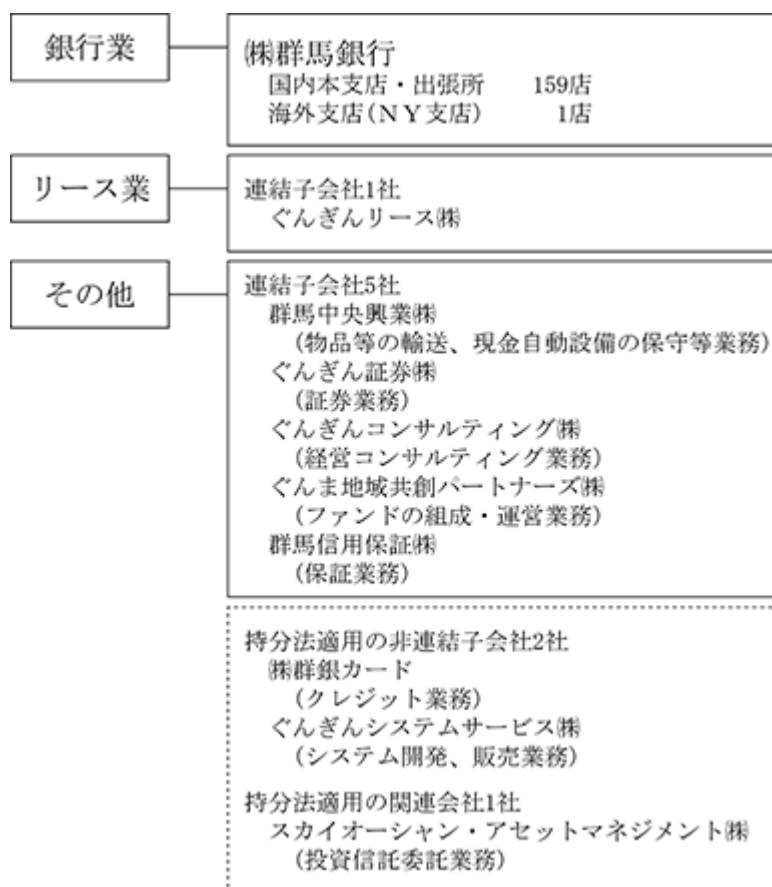 銀行業
㈱群馬銀行
国内本支店・出張所 159店
海外支店(ＮＹ支店) 1店
リース業
連結子会社1社
ぐんぎんリース㈱
その他
連結子会社5社
群馬中央興業㈱
(物品等の輸送、現金自動設備の保守等業務)
ぐんぎん証券㈱
(証券業務)
ぐんぎんコンサルティング㈱
(経営コンサルティング業務)
ぐんま地域共創パートナーズ㈱
(ファンドの組成・運営業務)
群馬信用保証㈱
(保証業務)
持分法適用の非連結子会社2社
㈱群銀カード
(クレジット業務)
ぐんぎんシステムサービス㈱
(システム開発、販売業務)
持分法適用の関連会社1社
スカイオーシャン・アセットマネジメント㈱
(投資信託委託業務)